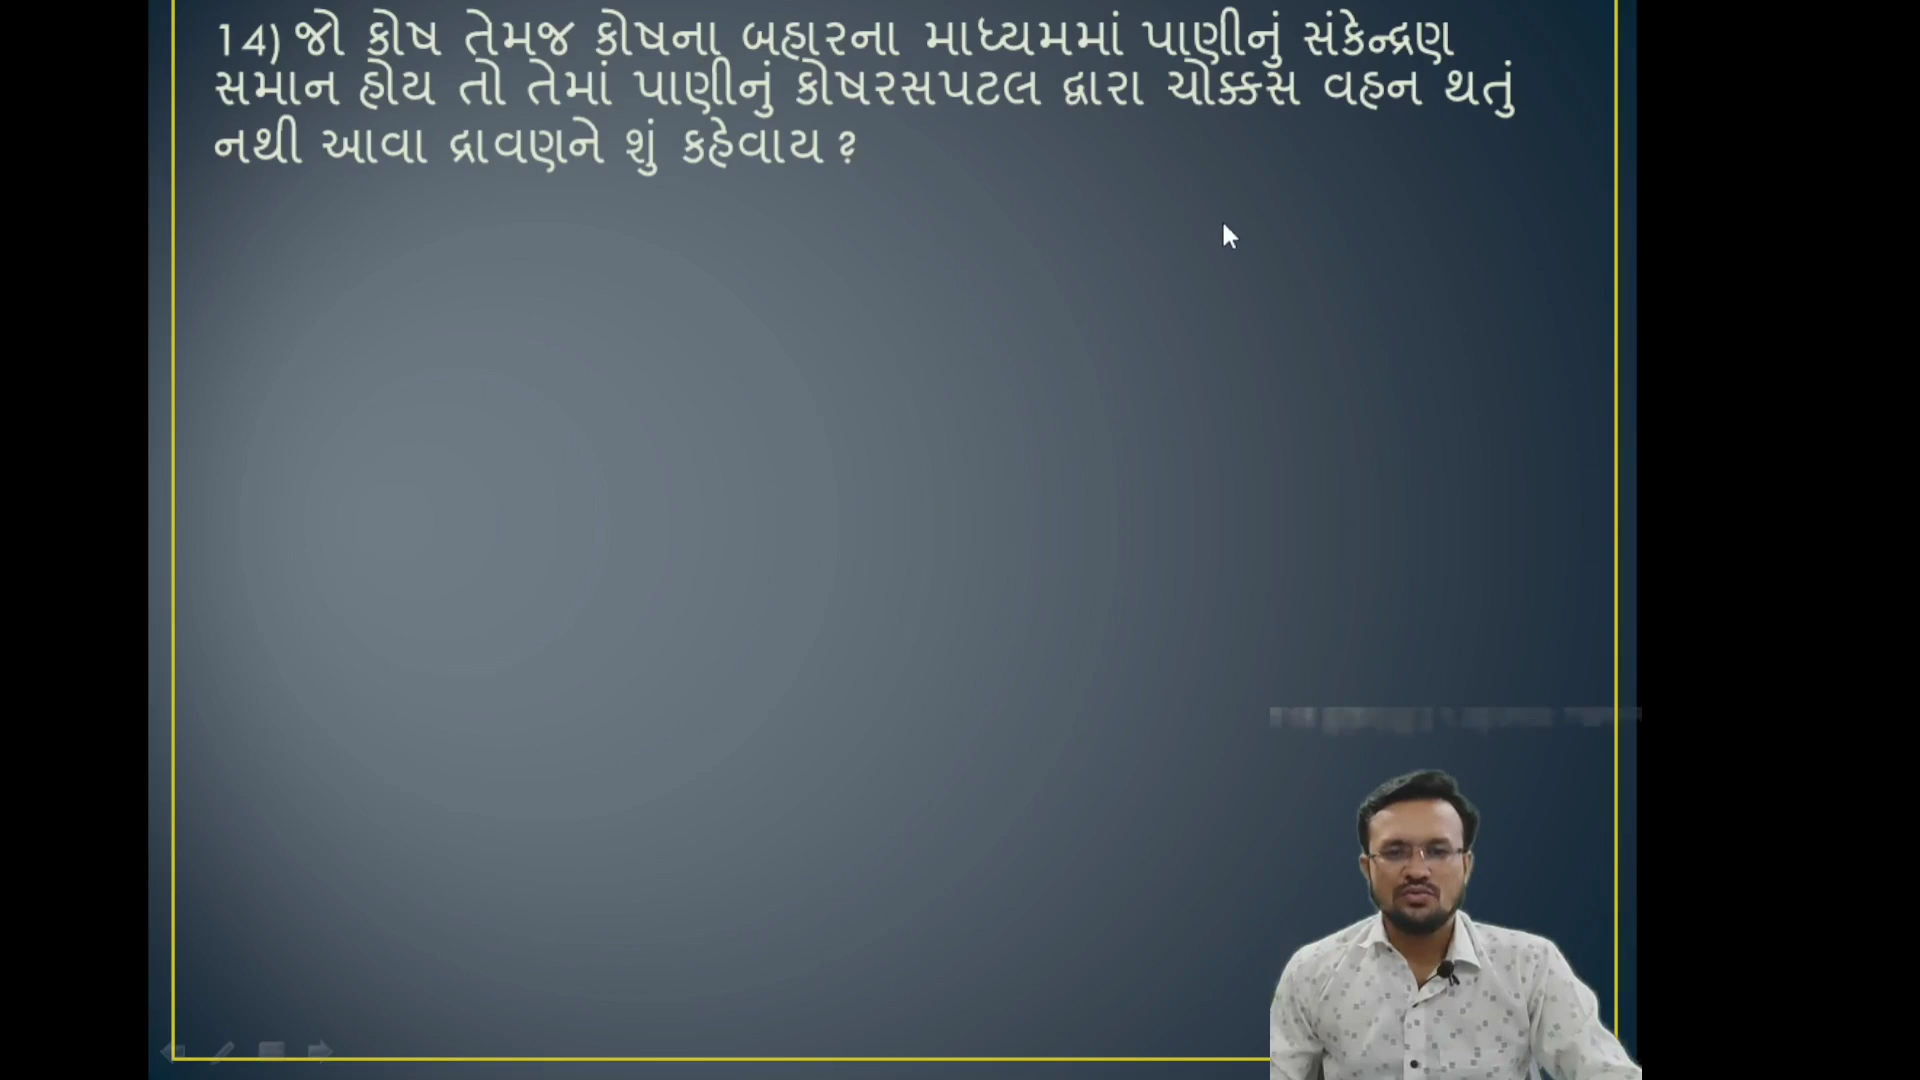 14) જો કોષ તેમજ કોષના બહારના માધ્યમમાં પાણીનું સંકેન્દ્રણ
સમાન હોય તો તેમાં પાણીનું કોષરસપટલ દ્વારા ચોક્કસ વહન થતું
નથી આવા દ્રાવણને શું કહેવાય ?